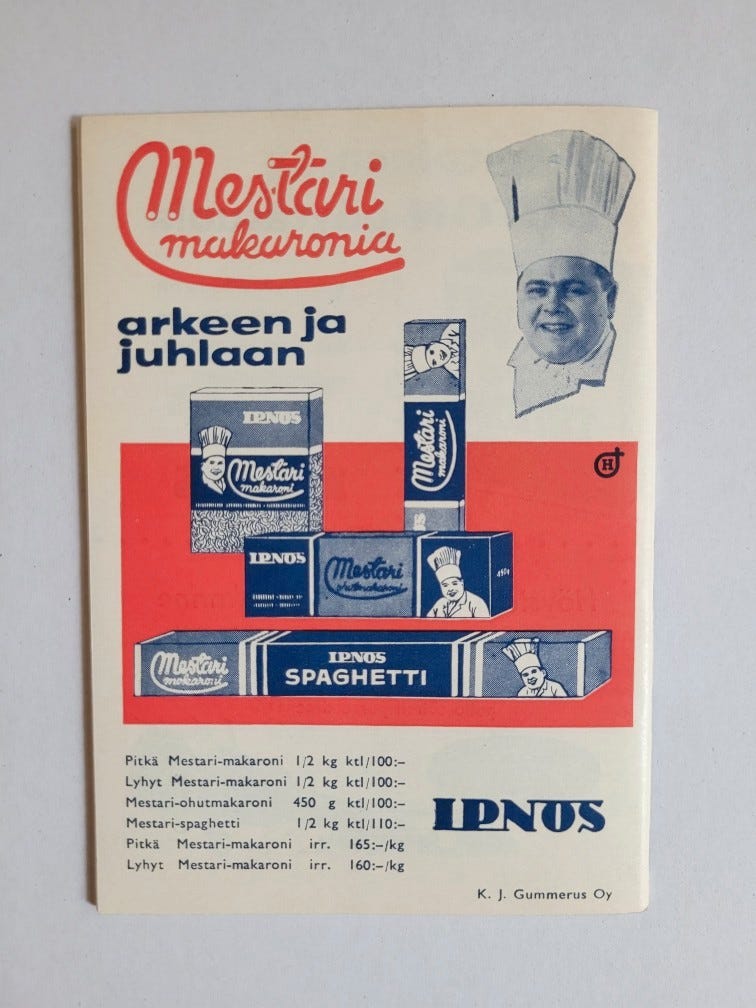 Mestari
makaronia
arkeen ja
juhlaan
IPNOS
Mestari
makaroni
Mestari
makaroni
IPNOS
Mestari
ohutmakaroni
450 g
Mestari
makaroni
IPNOS
SPAGHETTI
H
Pitkä Mestari-makaroni 1/2 kg ktl/100:–
Lyhyt Mestari-makaroni 1/2 kg ktl/100:–
Mestari-ohutmakaroni 450 g ktl/100:–
Mestari-spaghetti 1/2 kg ktl/110:–
Pitkä Mestari-makaroni irr. 165:–/kg
Lyhyt Mestari-makaroni irr. 160:–/kg
IPNOS
K. J. Gummerus Oy